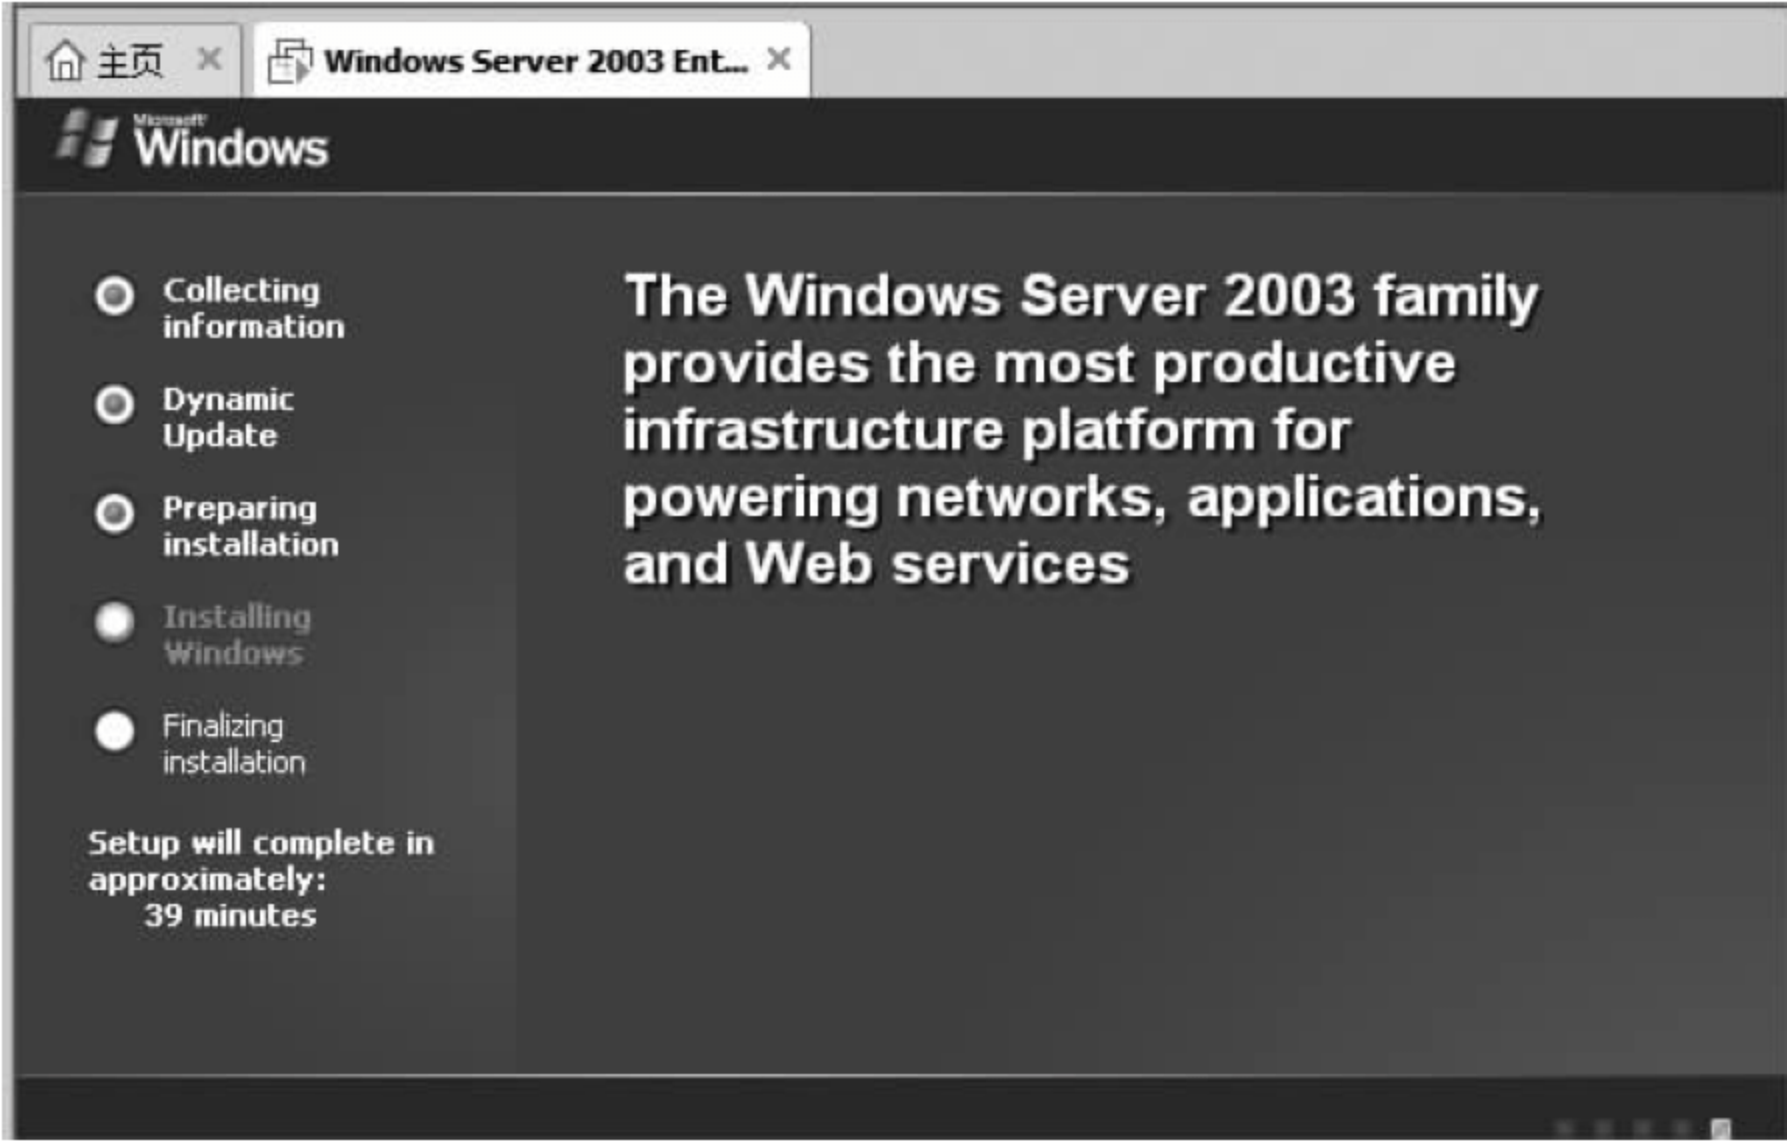 主页
Windows Server 2003 Ent...
Microsoft
Windows
Collecting
information
Dynamic
Update
Preparing
installation
Installing
Windows
Finalizing
installation
Setup will complete in
approximately:
39 minutes
The Windows Server 2003 family
provides the most productive
infrastructure platform for
powering networks, applications,
and Web services